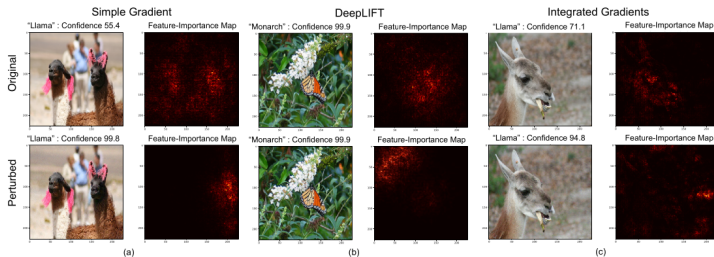 Simple Gradient
DeepLIFT
Integrated Gradients
"Llama" : Confidence 55.4
Feature-Importance Map
"Monarch" : Confidence 99.9
Feature-Importance Map
"Llama" : Confidence 71.1
Feature-Importance Map
Original
"Llama" : Confidence 99.8
Feature-Importance Map
"Monarch" : Confidence 99.9
Feature-Importance Map
"Llama" : Confidence 94.8
Feature-Importance Map
Perturbed
(a)
(b)
(c)